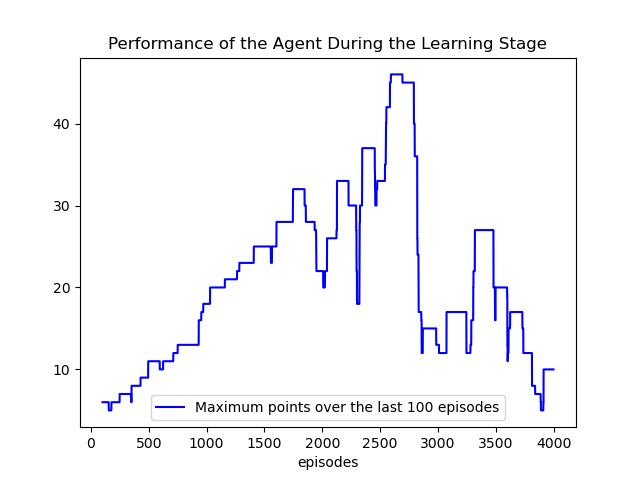 Performance of the Agent During the Learning Stage
40
30
20
10
Maximum points over the last 100 episodes
0 500 1000 1500 2000 2500 3000 3500 4000
episodes